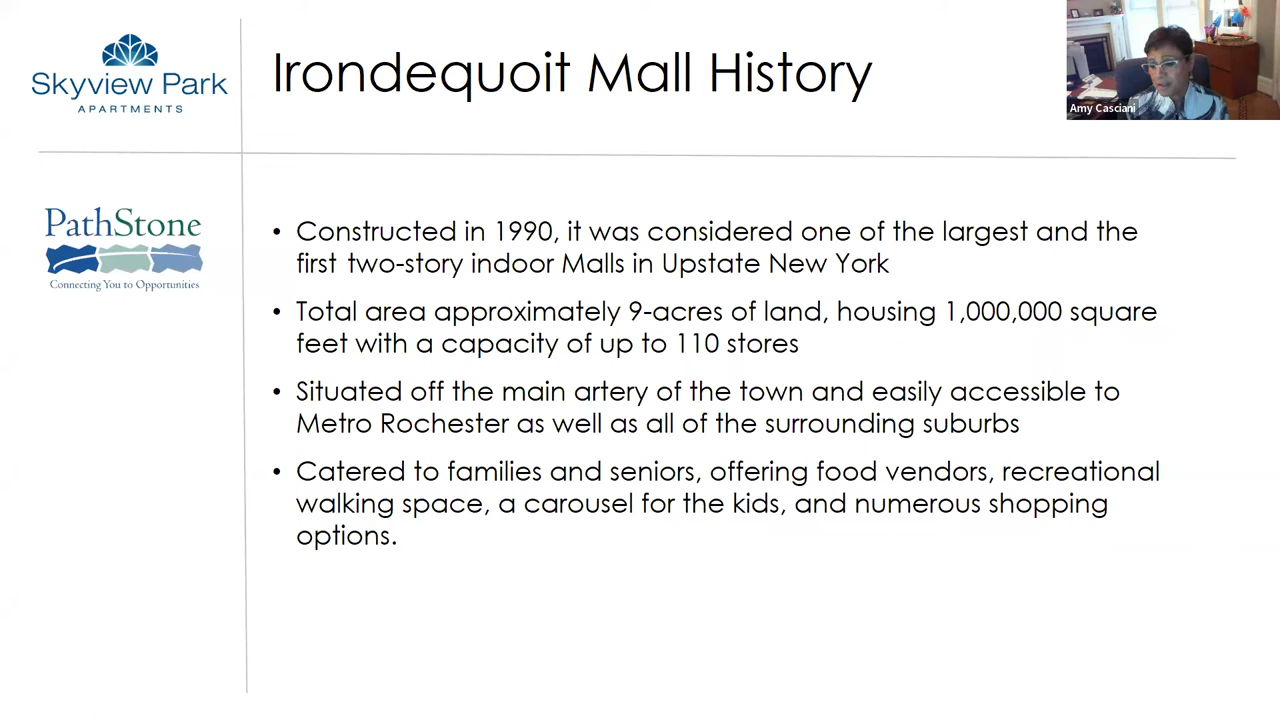 Skyview Park
APARTMENTS
Irondequoit Mall History
Amy Casciani
PathStone
Connecting You to Opportunities
• Constructed in 1990, it was considered one of the largest and the
first two-story indoor Malls in Upstate New York
• Total area approximately 9-acres of land, housing 1,000,000 square
feet with a capacity of up to 110 stores
• Situated off the main artery of the town and easily accessible to
Metro Rochester as well as all of the surrounding suburbs
• Catered to families and seniors, offering food vendors, recreational
walking space, a carousel for the kids, and numerous shopping
options.